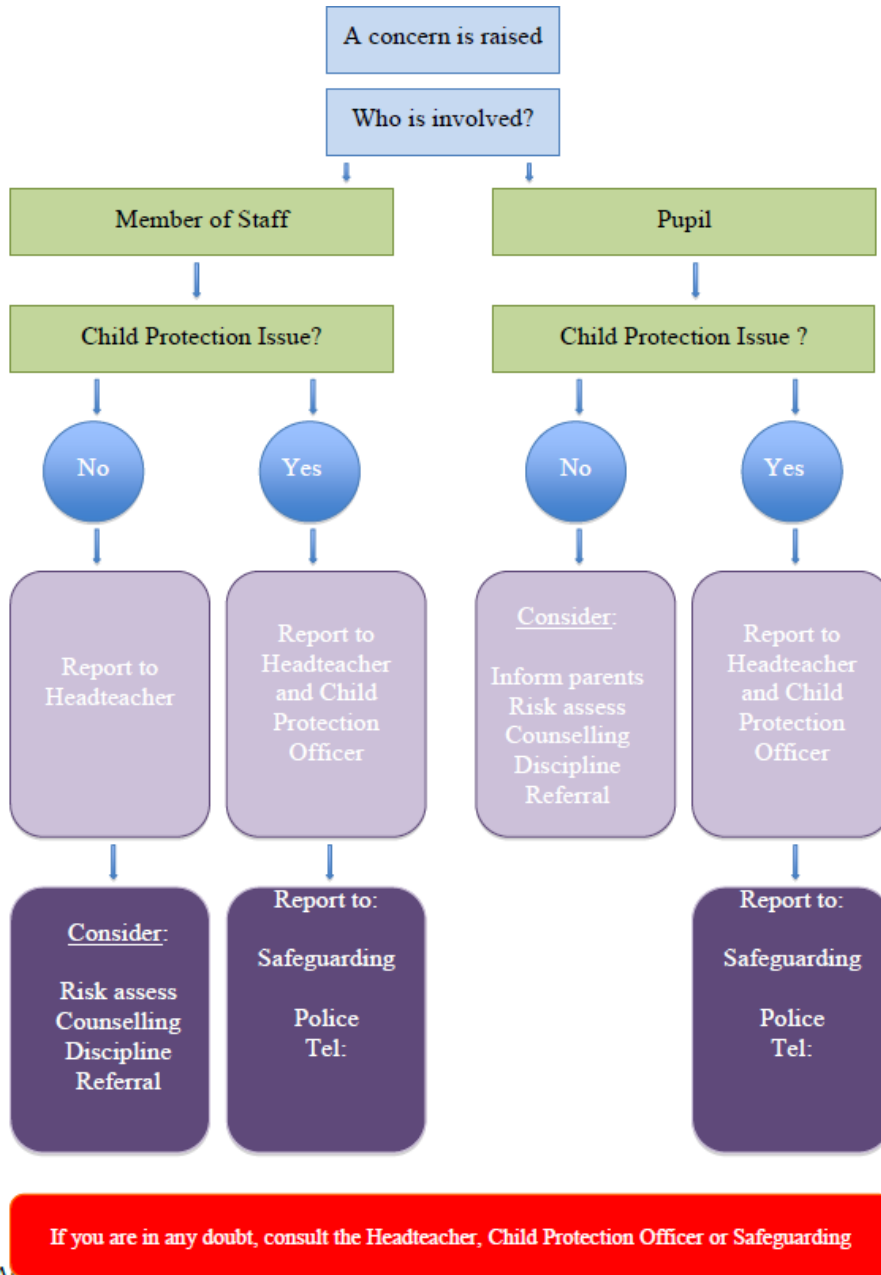 A concern is raised
Who is involved?
Member of Staff
Pupil
Child Protection Issue?
Child Protection Issue ?
No
Yes
No
Yes
Report to
Headteacher
Report to
Headteacher
and Child
Protection
Officer
Consider:
Inform parents
Risk assess
Counselling
Discipline
Referral
Report to
Headteacher
and Child
Protection
Officer
Consider:
Risk assess
Counselling
Discipline
Referral
Report to:
Safeguarding
Police
Tel:
Report to:
Safeguarding
Police
Tel:
If you are in any doubt, consult the Headteacher, Child Protection Officer or Safeguarding